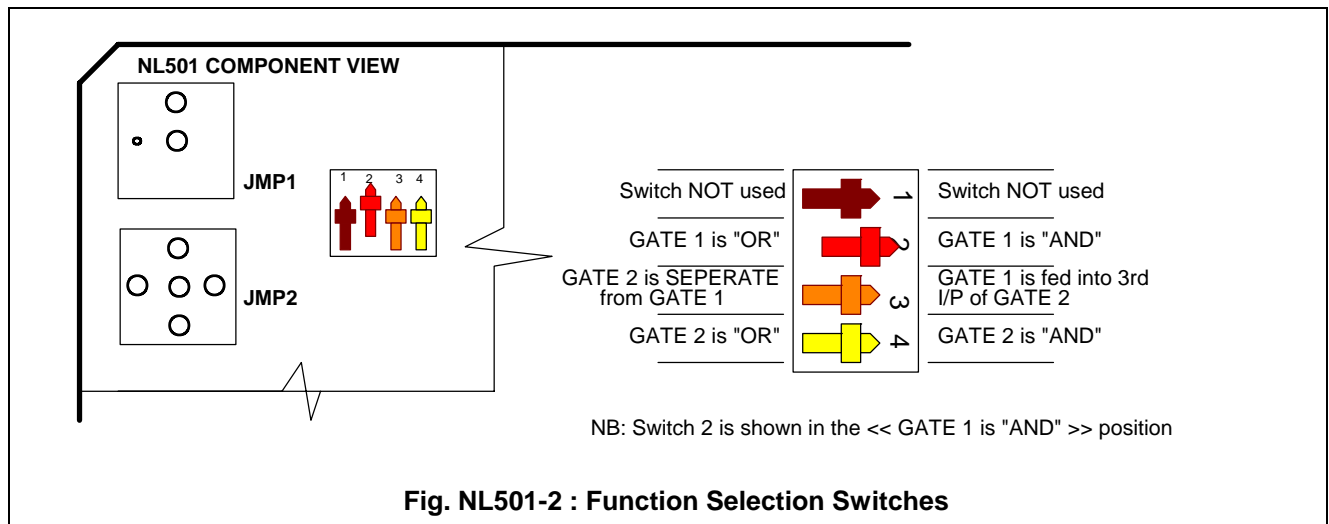 NL501 COMPONENT VIEW
JMP1
1 2 3 4
JMP2
Switch NOT used
GATE 1 is "OR"
GATE 2 is SEPERATE
from GATE 1
GATE 2 is "OR"
1
2
3
4
Switch NOT used
GATE 1 is "AND"
GATE 1 is fed into 3rd
I/P of GATE 2
GATE 2 is "AND"
NB: Switch 2 is shown in the << GATE 1 is "AND" >> position
Fig. NL501-2 : Function Selection Switches